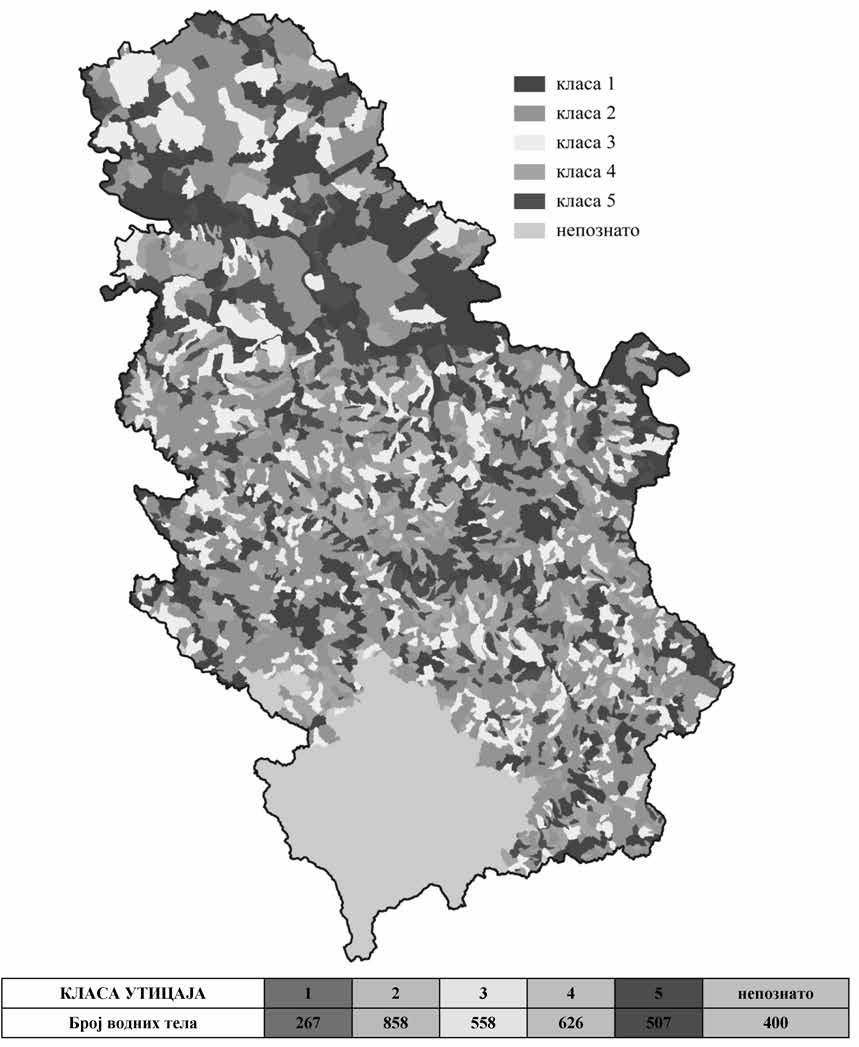 класа 1
класа 2
класа 3
класа 4
класа 5
непознато
КЛАСА УТИЦАЈА 1 2 3 4 5 непознато
Број водних тела 267 858 558 626 507 400